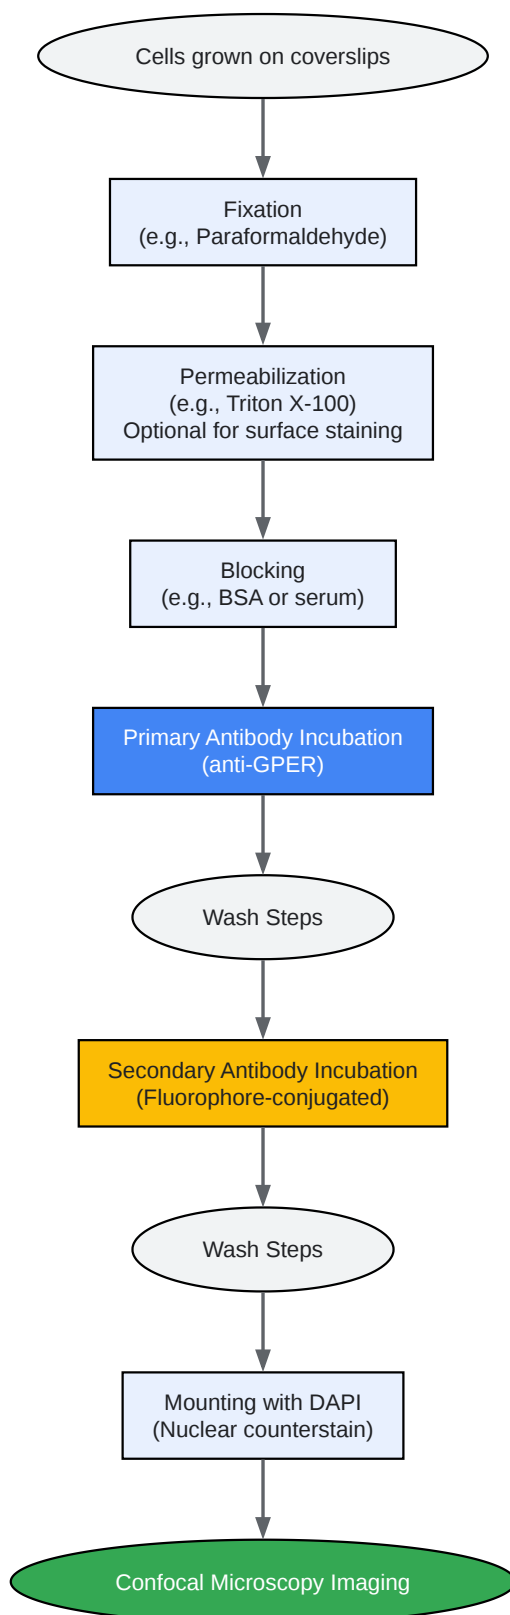 Cells grown on coverslips
Fixation
(e.g., Paraformaldehyde)
Permeabilization
(e.g., Triton X-100)
Optional for surface staining
Blocking
(e.g., BSA or serum)
Primary Antibody Incubation
(anti-GPER)
Wash Steps
Secondary Antibody Incubation
(Fluorophore-conjugated)
Wash Steps
Mounting with DAPI
(Nuclear counterstain)
Confocal Microscopy Imaging